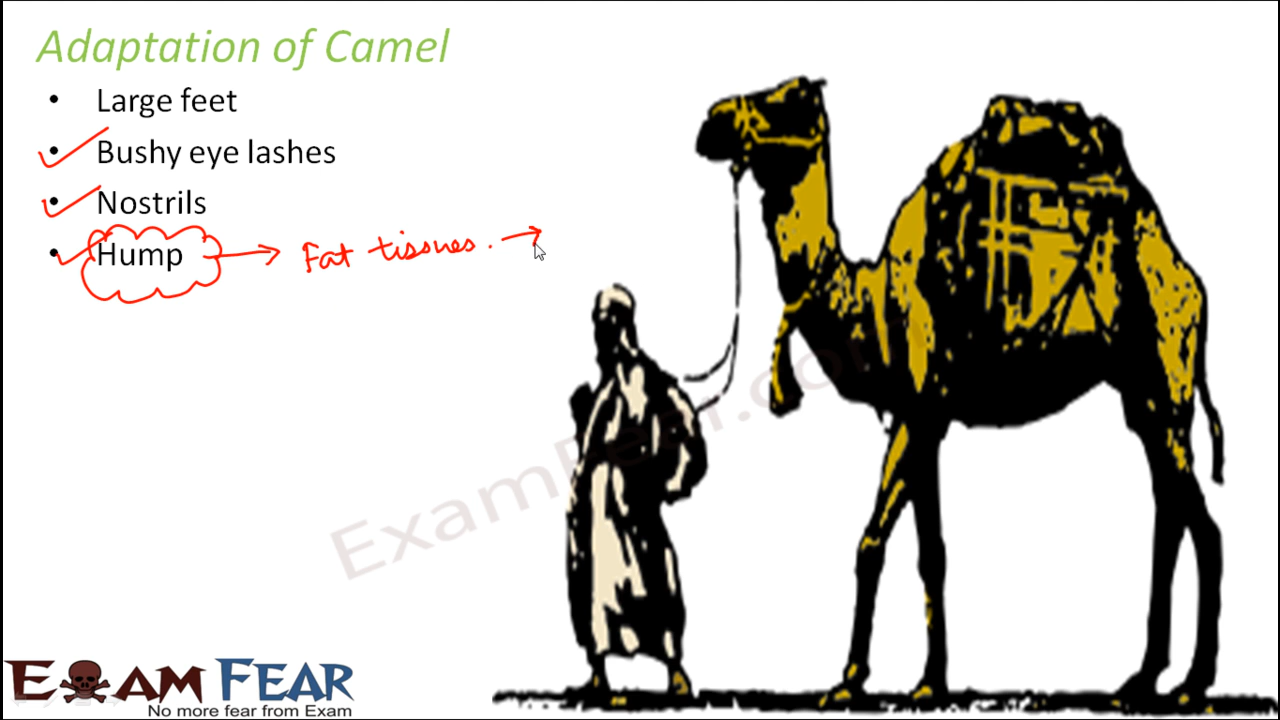 Adaptation of Camel
• Large feet
• Bushy eye lashes
• Nostrils
• Hump → Fat tissues. →
ExamFear.com
EXAM FEAR
No more fear from Exam